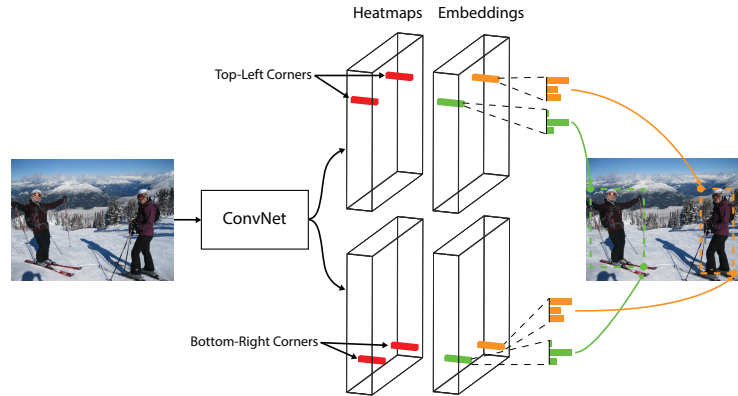 Heatmaps Embeddings
Top-Left Corners
ConvNet
Bottom-Right Corners